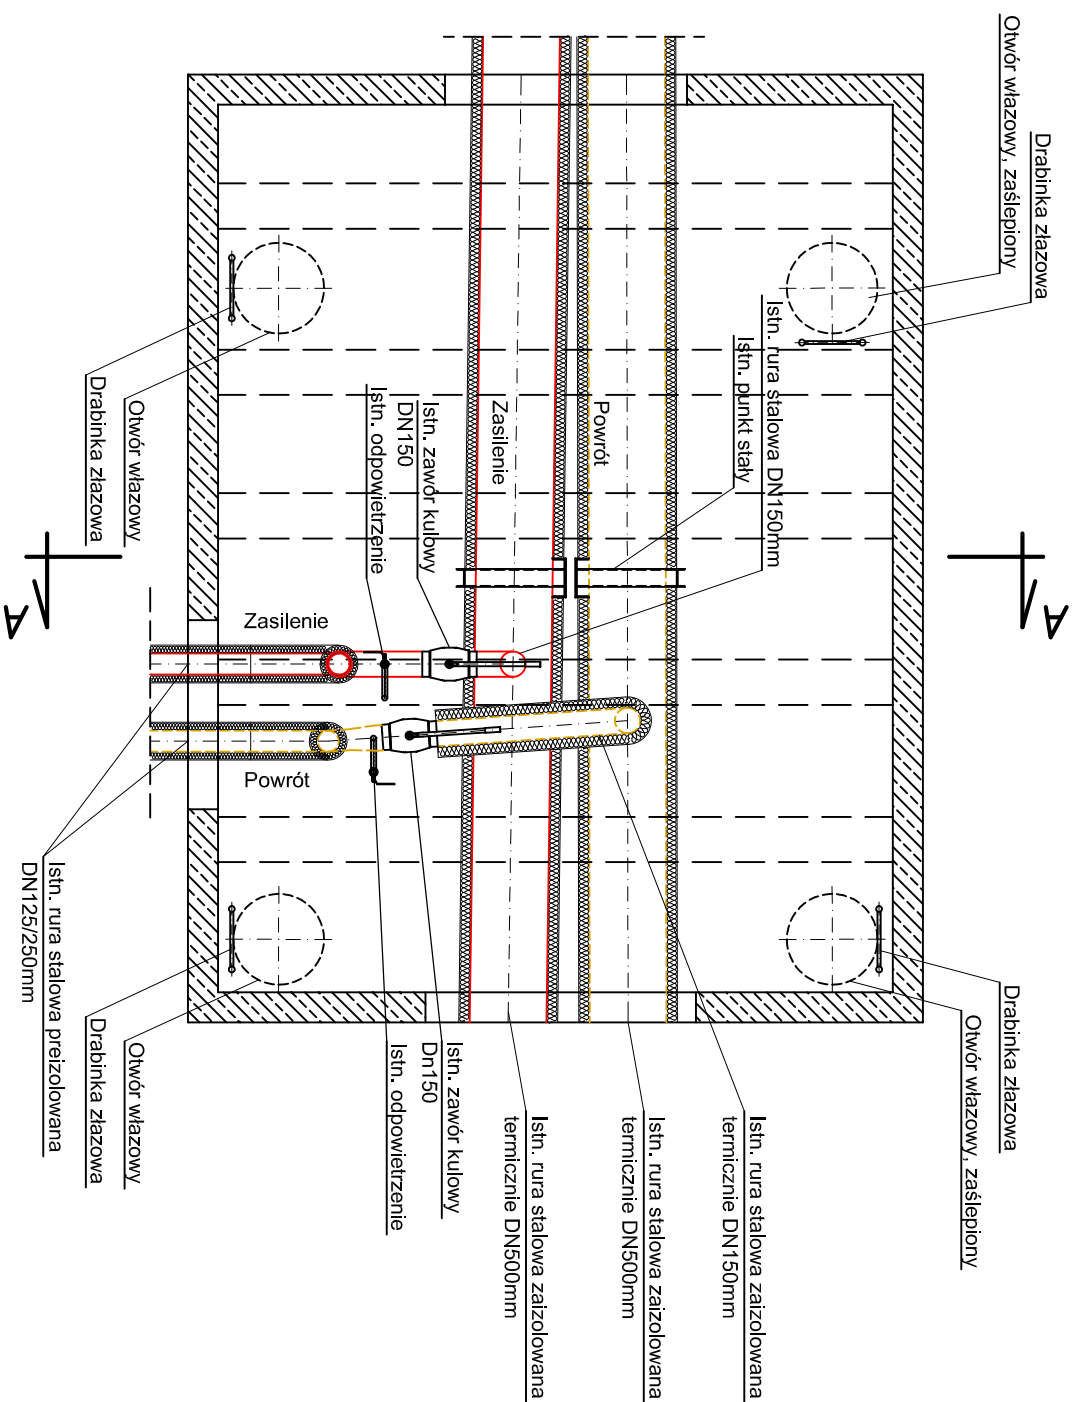 Otwór włazowy, zaślepiony
Drabinka złazowa
Istn. rura stalowa DN150mm
Istn. punkt stały
Powrót
Zasilenie
Istn. zawór kulowy
DN150
Istn. odpowietrzenie
Otwór włazowy
Drabinka złazowa
A
A
Zasilenie
Powrót
Istn. rura stalowa preizolowana
DN125/250mm
Drabinka złazowa
Otwór włazowy, zaślepiony
Istn. rura stalowa zaizolowana
termicznie DN150mm
Istn. rura stalowa zaizolowana
termicznie DN500mm
Istn. rura stalowa zaizolowana
termicznie DN500mm
Istn. zawór kulowy
Dn150
Istn. odpowietrzenie
Otwór włazowy
Drabinka złazowa